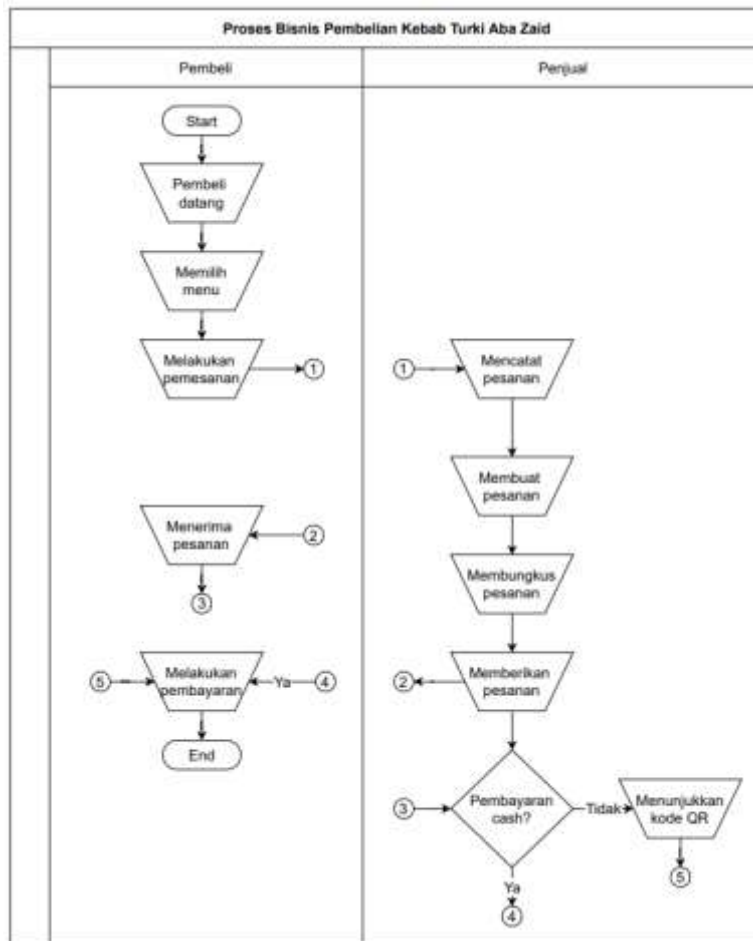 Proses Bisnis Pembelian Kebab Turki Aba Zaid
Pembeli
Penjual
Start
Pembeli
datang
Memilih
menu
Melakukan
pemesanan
1
1
Mencatat
pesanan
Membuat
pesanan
Menerima
pesanan
2
3
Membungkus
pesanan
5
Melakukan
pembayaran
Ya
4
2
Memberikan
pesanan
End
3
Pembayaran
cash?
Tidak
Menunjukkan
kode QR
5
Ya
4